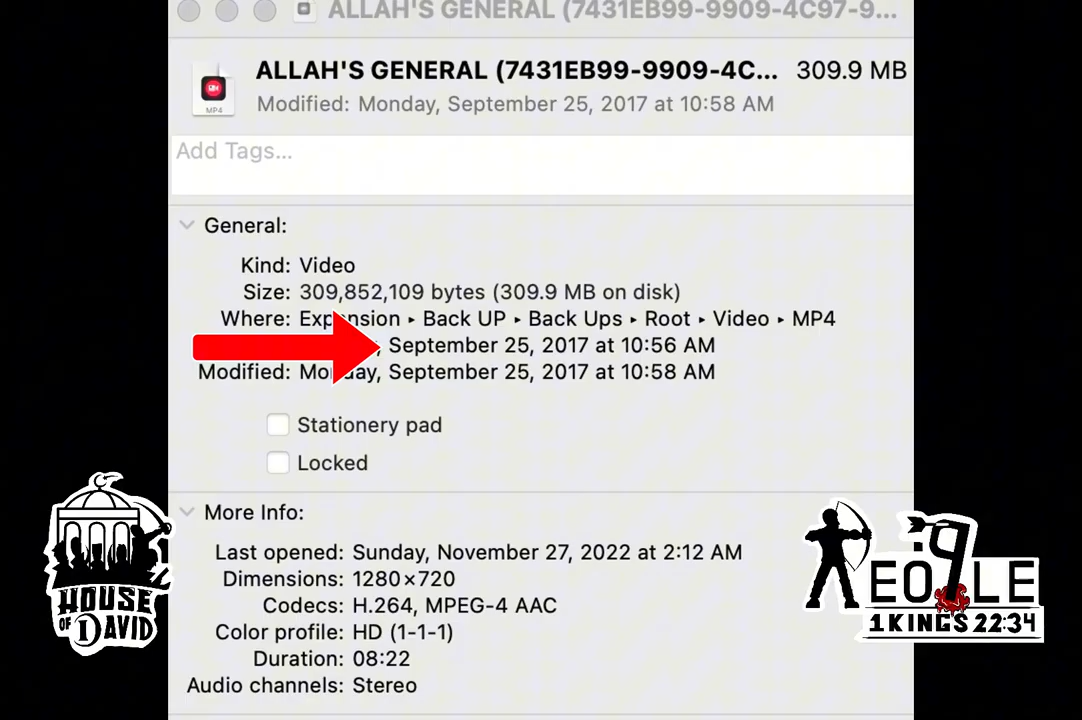 ALLAH'S GENERAL (7431EB99-9909-4C97-9...
ALLAH'S GENERAL (7431EB99-9909-4C... 309.9 MB
MP4
Modified: Monday, September 25, 2017 at 10:58 AM
Add Tags...
General:
Kind: Video
Size: 309,852,109 bytes (309.9 MB on disk)
Where: Expansion ▸ Back UP ▸ Back Ups ▸ Root ▸ Video ▸ MP4
, September 25, 2017 at 10:56 AM
Modified: Monday, September 25, 2017 at 10:58 AM
Stationery pad
Locked
More Info:
Last opened: Sunday, November 27, 2022 at 2:12 AM
Dimensions: 1280×720
Codecs: H.264, MPEG-4 AAC
Color profile: HD (1-1-1)
Duration: 08:22
Audio channels: Stereo
HOUSE
OF DAVID
1 KINGS 22:34